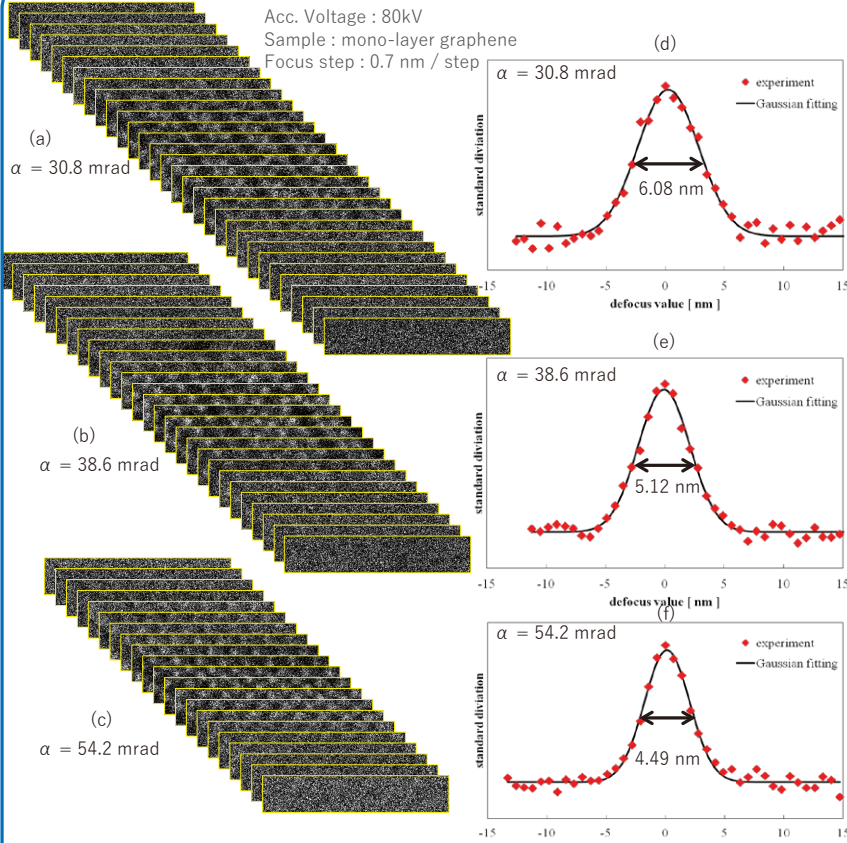 Acc. Voltage : 80kV
Sample : mono-layer graphene
Focus step : 0.7 nm / step
(a)
α = 30.8 mrad
(b)
α = 38.6 mrad
(c)
α = 54.2 mrad
(d)
α = 30.8 mrad
experiment
Gaussian fitting
standard diviation
6.08 nm
-15 -10 -5 0 5 10 15
defocus value [ nm ]
(e)
α = 38.6 mrad
experiment
Gaussian fitting
standard diviation
5.12 nm
-15 -10 -5 0 5 10 15
defocus value [ nm ]
(f)
α = 54.2 mrad
experiment
Gaussian fitting
standard diviation
4.49 nm
-15 -10 -5 0 5 10 15